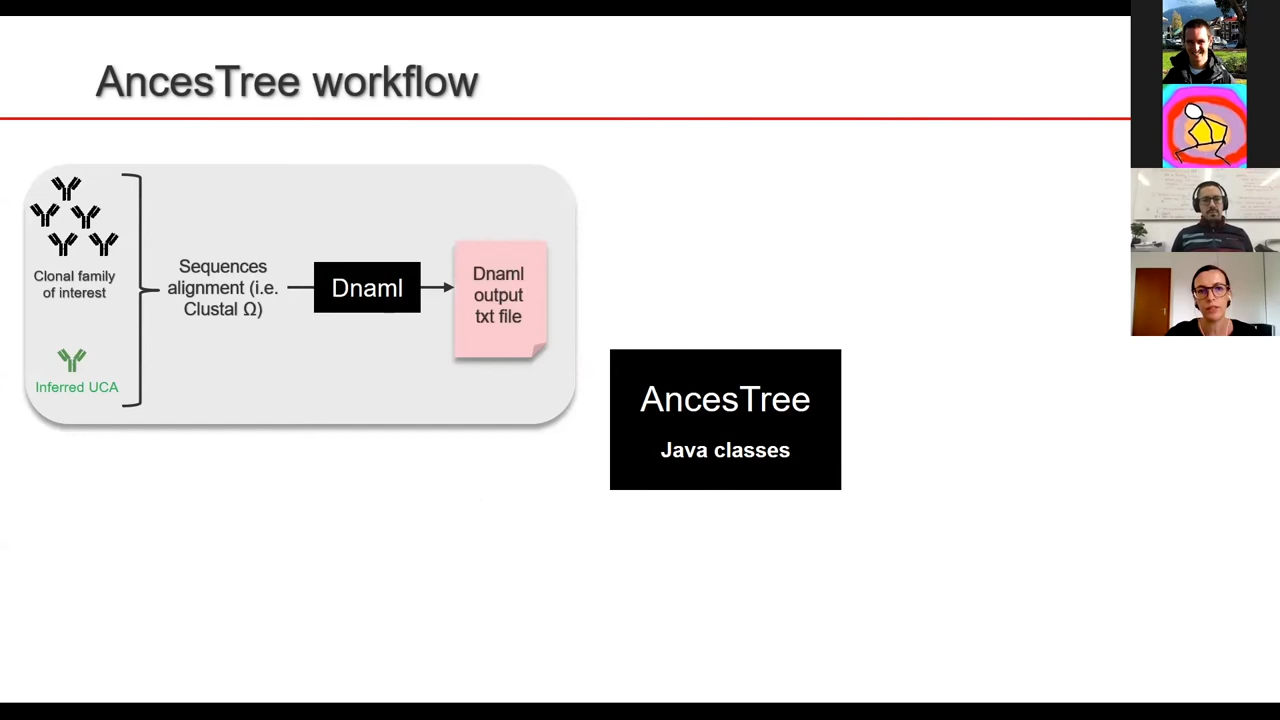 AncesTree workflow
Clonal family
of interest
Inferred UCA
Sequences
alignment (i.e.
Clustal Ω)
Dnaml
Dnaml
output
txt file
AncesTree
Java classes